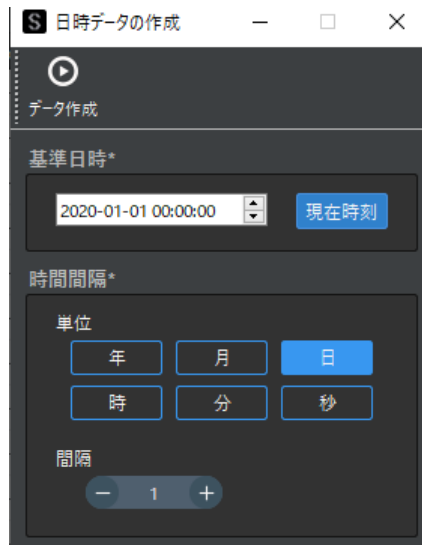 S 日時データの作成
データ作成
基準日時*
2020-01-01 00:00:00 現在時刻
時間間隔*
単位
年 月 日
時 分 秒
間隔
− 1 +